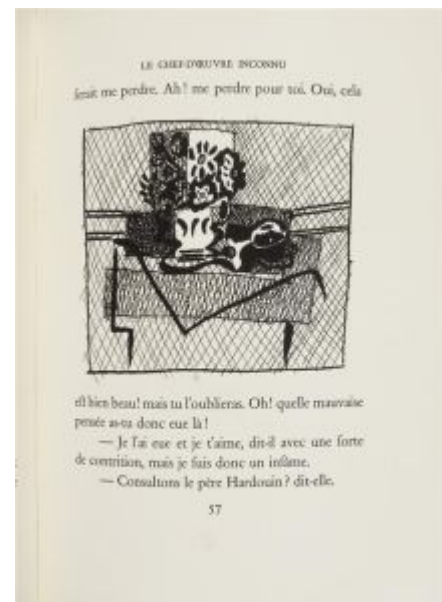 LE CHEF-D'ŒUVRE INCONNU
serait me perdre. Ah! me perdre pour toi. Oui, cela
est bien beau! mais tu l'oublieras. Oh! quelle mauvaise
pensée as-tu donc eue là!
— Je l'ai eue et je t'aime, dit-il avec une sorte
de contrition, mais je suis donc un infâme.
— Consultons le père Hardouin? dit-elle.
57